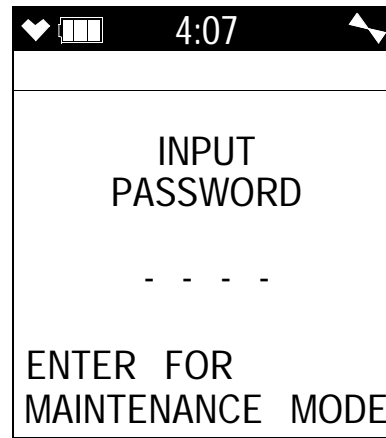 4:07
INPUT
PASSWORD
- - - -
ENTER FOR
MAINTENANCE MODE